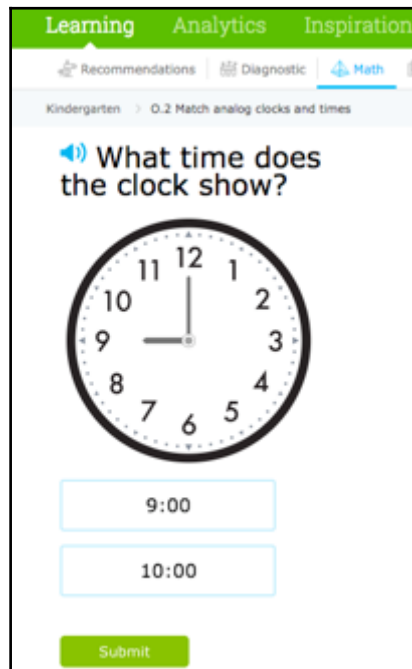 Learning Analytics Inspiration
Recommendations Diagnostic Math
Kindergarten > O.2 Match analog clocks and times
What time does
the clock show?
12
11 1
10 2
9 3
8 4
7 5
6
9:00
10:00
Submit